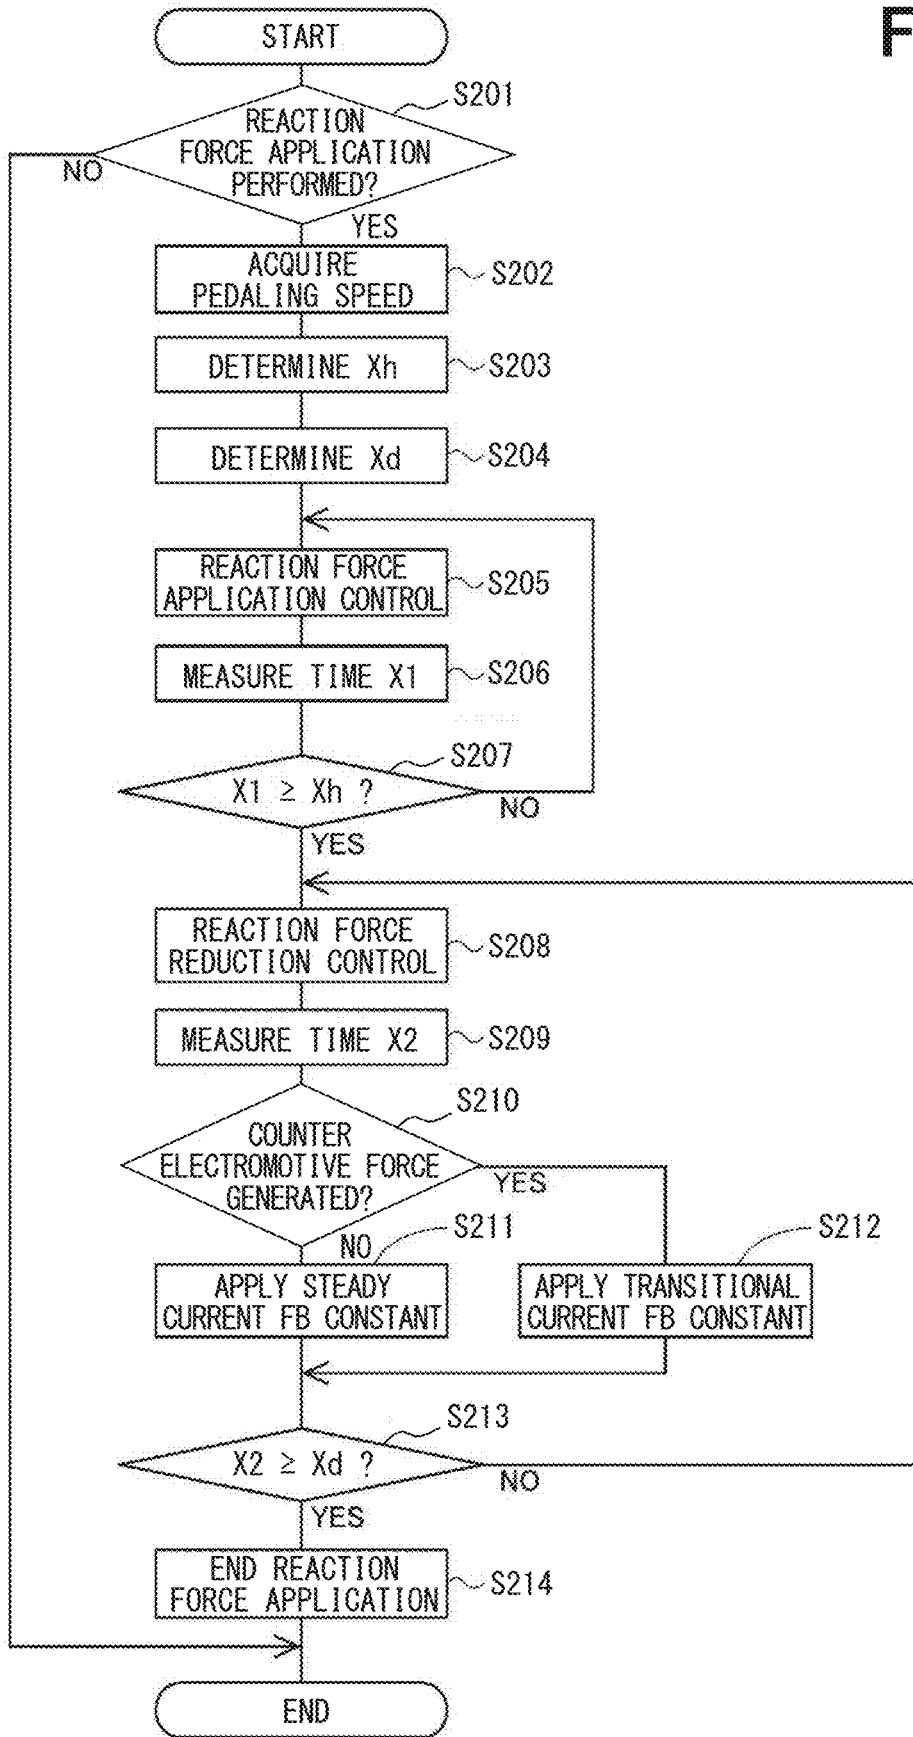 F
START
S201
REACTION
FORCE APPLICATION
PERFORMED?
NO
YES
ACQUIRE
PEDALING SPEED
S202
DETERMINE Xh
S203
DETERMINE Xd
S204
REACTION FORCE
APPLICATION CONTROL
S205
MEASURE TIME X1
S206
S207
X1 ≥ Xh ?
NO
YES
REACTION FORCE
REDUCTION CONTROL
S208
MEASURE TIME X2
S209
S210
COUNTER
ELECTROMOTIVE FORCE
GENERATED?
YES
NO
S211
S212
APPLY STEADY
CURRENT FB CONSTANT
APPLY TRANSITIONAL
CURRENT FB CONSTANT
S213
X2 ≥ Xd ?
NO
YES
END REACTION
FORCE APPLICATION
S214
END